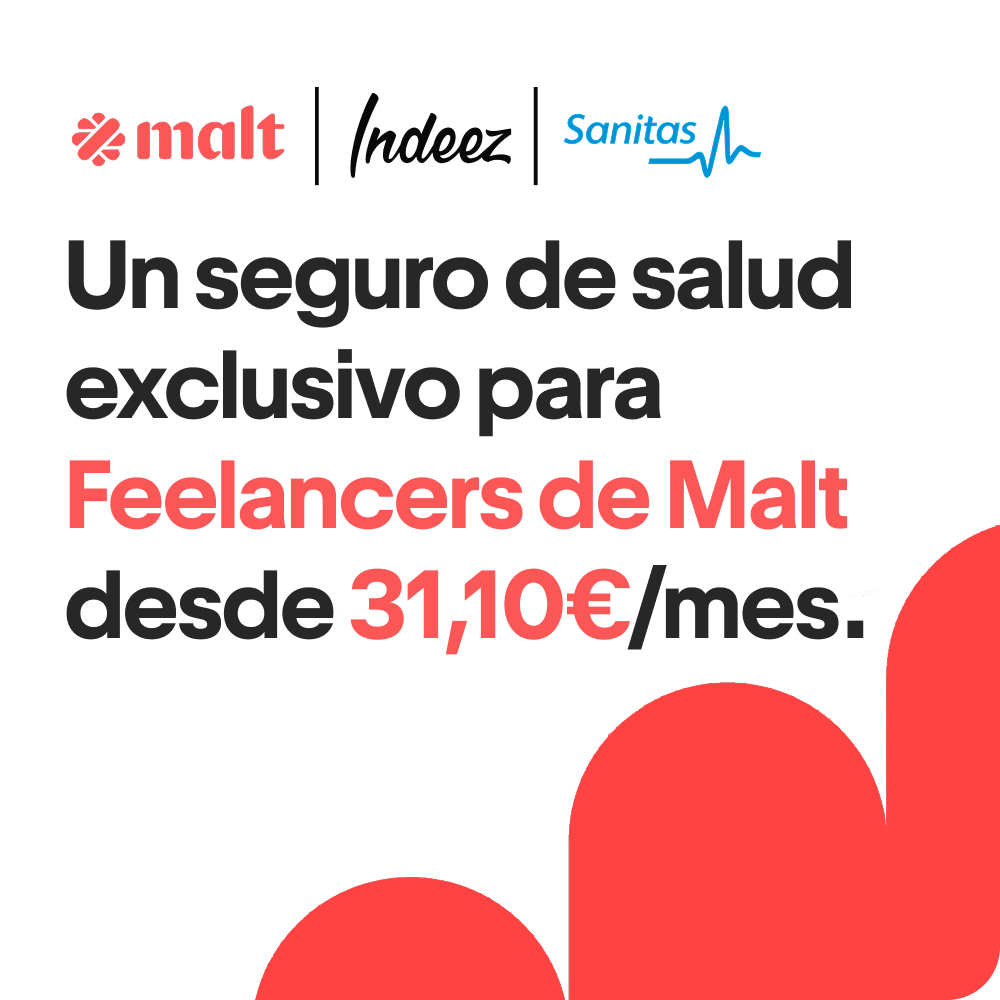 malt | Indeez | Sanitas
Un seguro de salud
exclusivo para
Feelancers de Malt
desde 31,10€/mes.